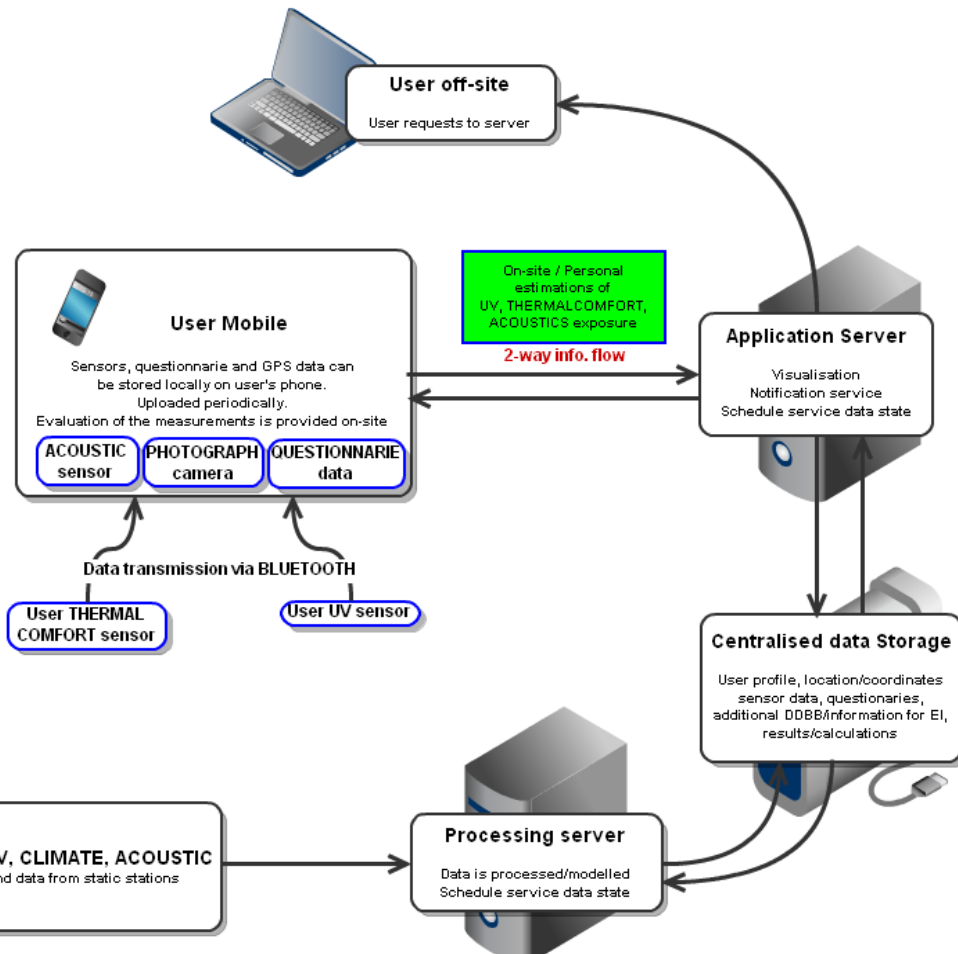 User off-site
User requests to server
On-site / Personal
estimations of
UV, THERMALCOMFORT,
ACOUSTICS exposure
2-way info. flow
User Mobile
Sensors, questionnarie and GPS data can
be stored locally on user's phone.
Uploaded periodically.
Evaluation of the measurements is provided on-site
ACOUSTIC
sensor
PHOTOGRAPH
camera
QUESTIONNARIE
data
Application Server
Visualisation
Notification service
Schedule service data state
Data transmission via BLUETOOTH
User THERMAL
COMFORT sensor
User UV sensor
Centralised data Storage
User profile, location/coordinates
sensor data, questionaries,
additional DDBB/information for EI,
results/calculations
CLIMATE, ACOUSTIC
data from static stations
Processing server
Data is processed/modelled
Schedule service data state